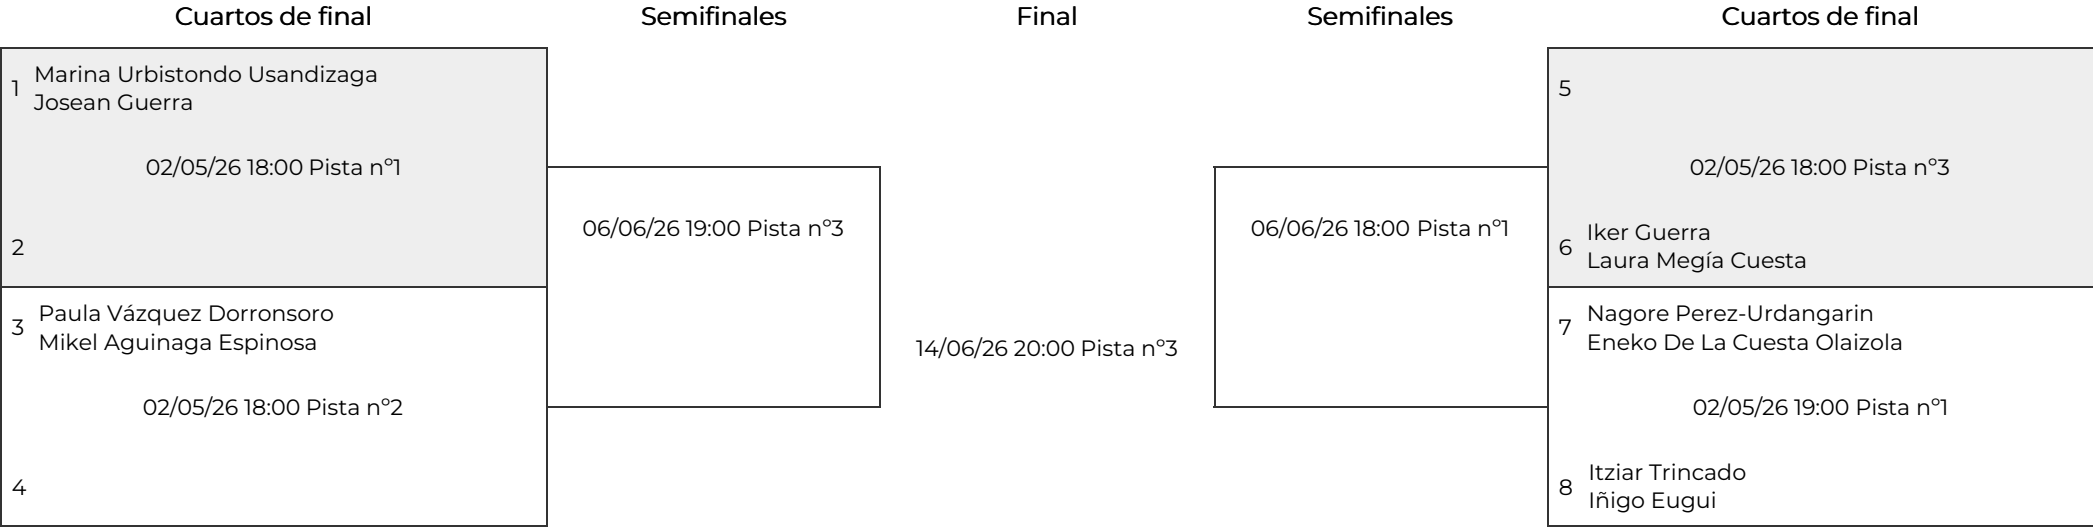 Cuartos de final
Semifinales
Final
Semifinales
Cuartos de final
1
Marina Urbistondo Usandizaga
Josean Guerra
02/05/26 18:00 Pista nº1
2
3
Paula Vázquez Dorronsoro
Mikel Aguinaga Espinosa
02/05/26 18:00 Pista nº2
4
06/06/26 19:00 Pista nº3
14/06/26 20:00 Pista nº3
06/06/26 18:00 Pista nº1
5
02/05/26 18:00 Pista nº3
6
Iker Guerra
Laura Megía Cuesta
7
Nagore Perez-Urdangarin
Eneko De La Cuesta Olaizola
02/05/26 19:00 Pista nº1
8
Itziar Trincado
Iñigo Eugui